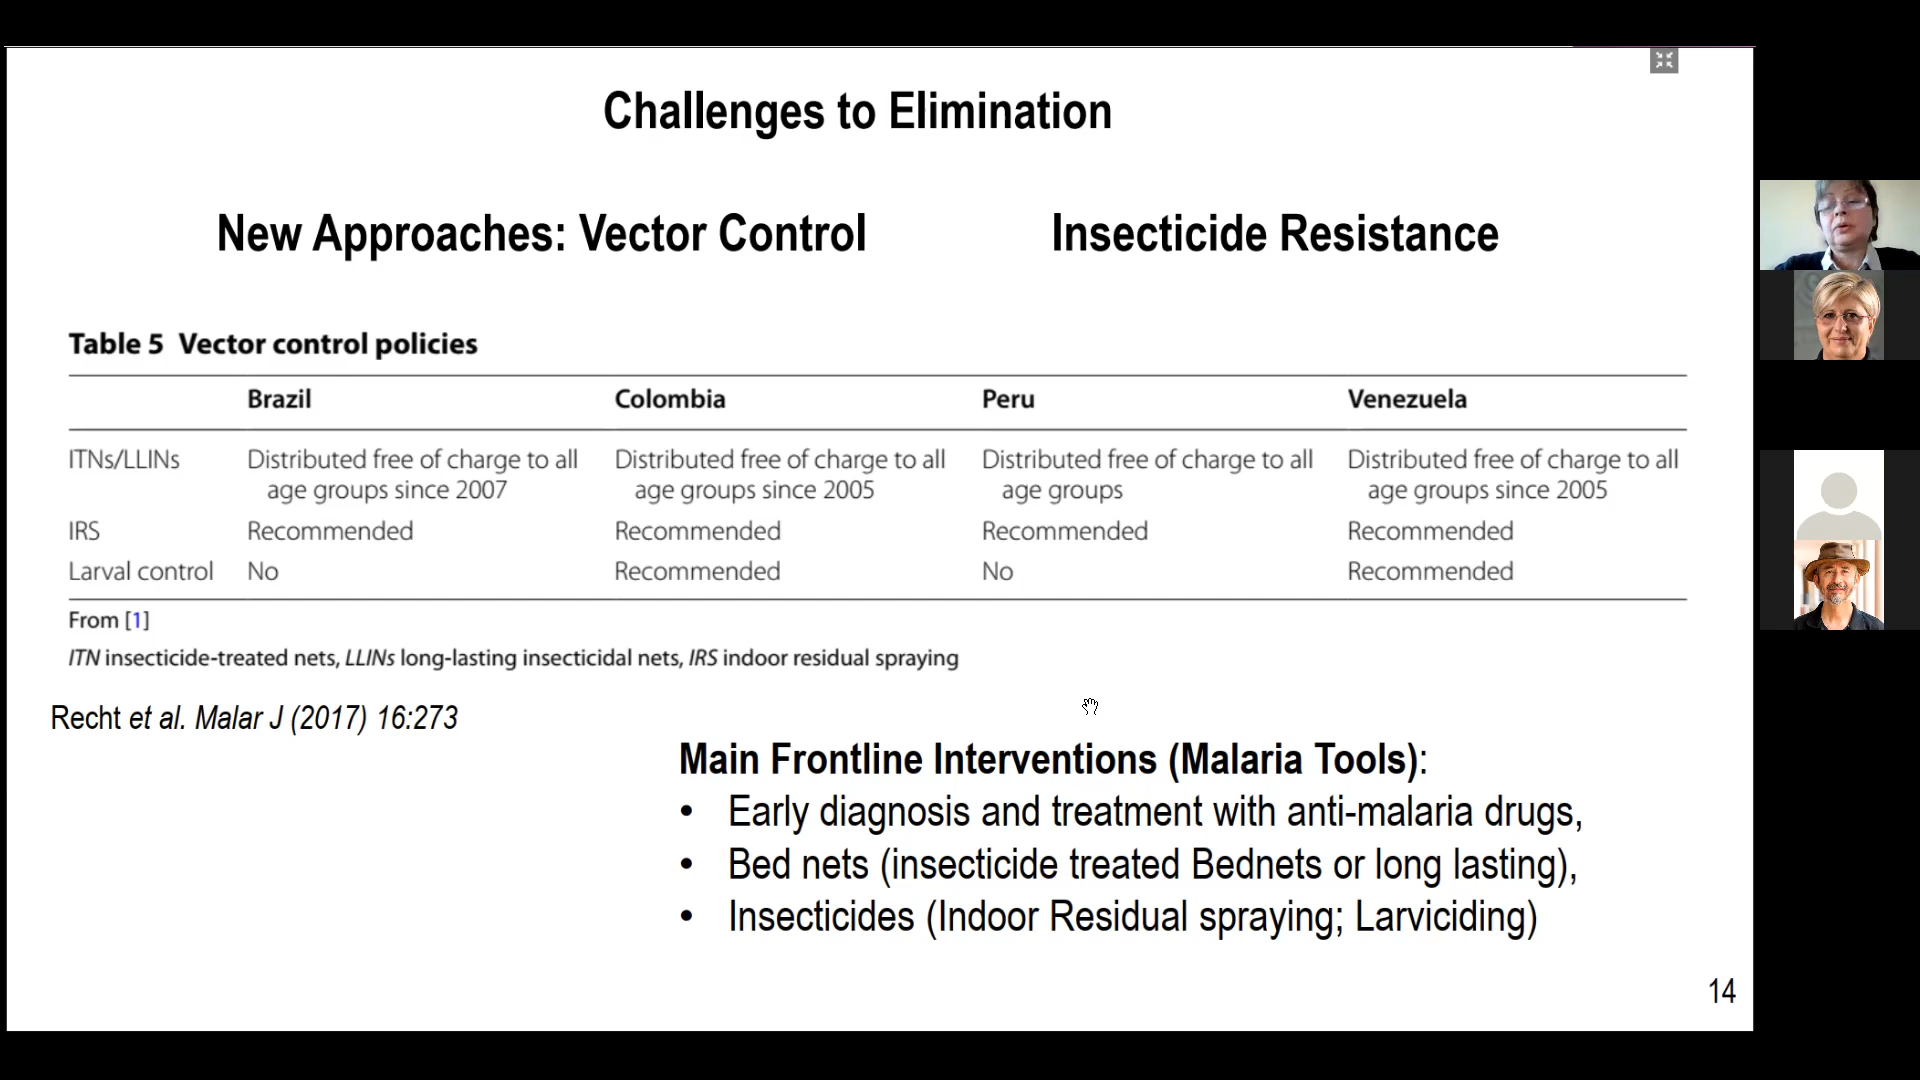 Challenges to Elimination
New Approaches: Vector Control
Insecticide Resistance
Table 5 Vector control policies
Brazil Colombia Peru Venezuela
ITNs/LLINs Distributed free of charge to all age groups since 2007 Distributed free of charge to all age groups since 2005 Distributed free of charge to all age groups Distributed free of charge to all age groups since 2005
IRS Recommended Recommended Recommended Recommended
Larval control No Recommended No Recommended
From [1]
ITN insecticide-treated nets, LLINs long-lasting insecticidal nets, IRS indoor residual spraying
Recht et al. Malar J (2017) 16:273
Main Frontline Interventions (Malaria Tools):
• Early diagnosis and treatment with anti-malaria drugs,
• Bed nets (insecticide treated Bednets or long lasting),
• Insecticides (Indoor Residual spraying; Larviciding)
14